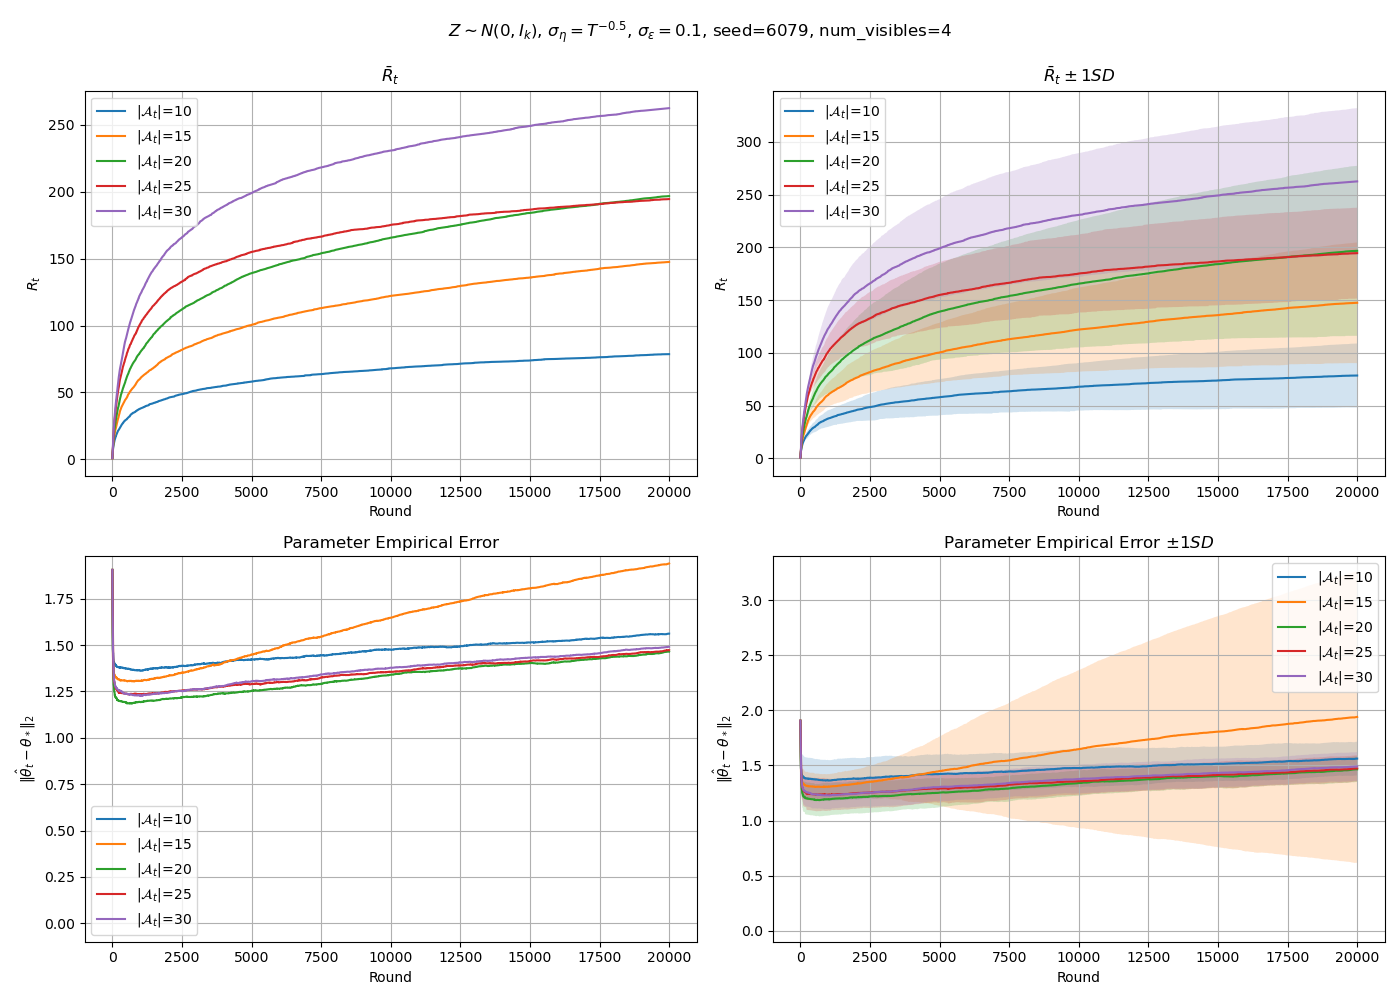 Z ~ N(0, I_k), σ_η = T^{−0.5}, σ_ε = 0.1, seed=6079, num_visibles=4
R̄_t
|𝒜_t|=10
|𝒜_t|=15
|𝒜_t|=20
|𝒜_t|=25
|𝒜_t|=30
250
200
150
100
50
0
R_t
0 2500 5000 7500 10000 12500 15000 17500 20000
Round
R̄_t ± 1SD
|𝒜_t|=10
|𝒜_t|=15
|𝒜_t|=20
|𝒜_t|=25
|𝒜_t|=30
300
250
200
150
100
50
0
R_t
0 2500 5000 7500 10000 12500 15000 17500 20000
Round
Parameter Empirical Error
1.75
1.50
1.25
1.00
0.75
0.50
0.25
0.00
‖θ̂_t − θ_*‖_2
|𝒜_t|=10
|𝒜_t|=15
|𝒜_t|=20
|𝒜_t|=25
|𝒜_t|=30
0 2500 5000 7500 10000 12500 15000 17500 20000
Round
Parameter Empirical Error ±1SD
|𝒜_t|=10
|𝒜_t|=15
|𝒜_t|=20
|𝒜_t|=25
|𝒜_t|=30
3.0
2.5
2.0
1.5
1.0
0.5
0.0
‖θ̂_t − θ_*‖_2
0 2500 5000 7500 10000 12500 15000 17500 20000
Round